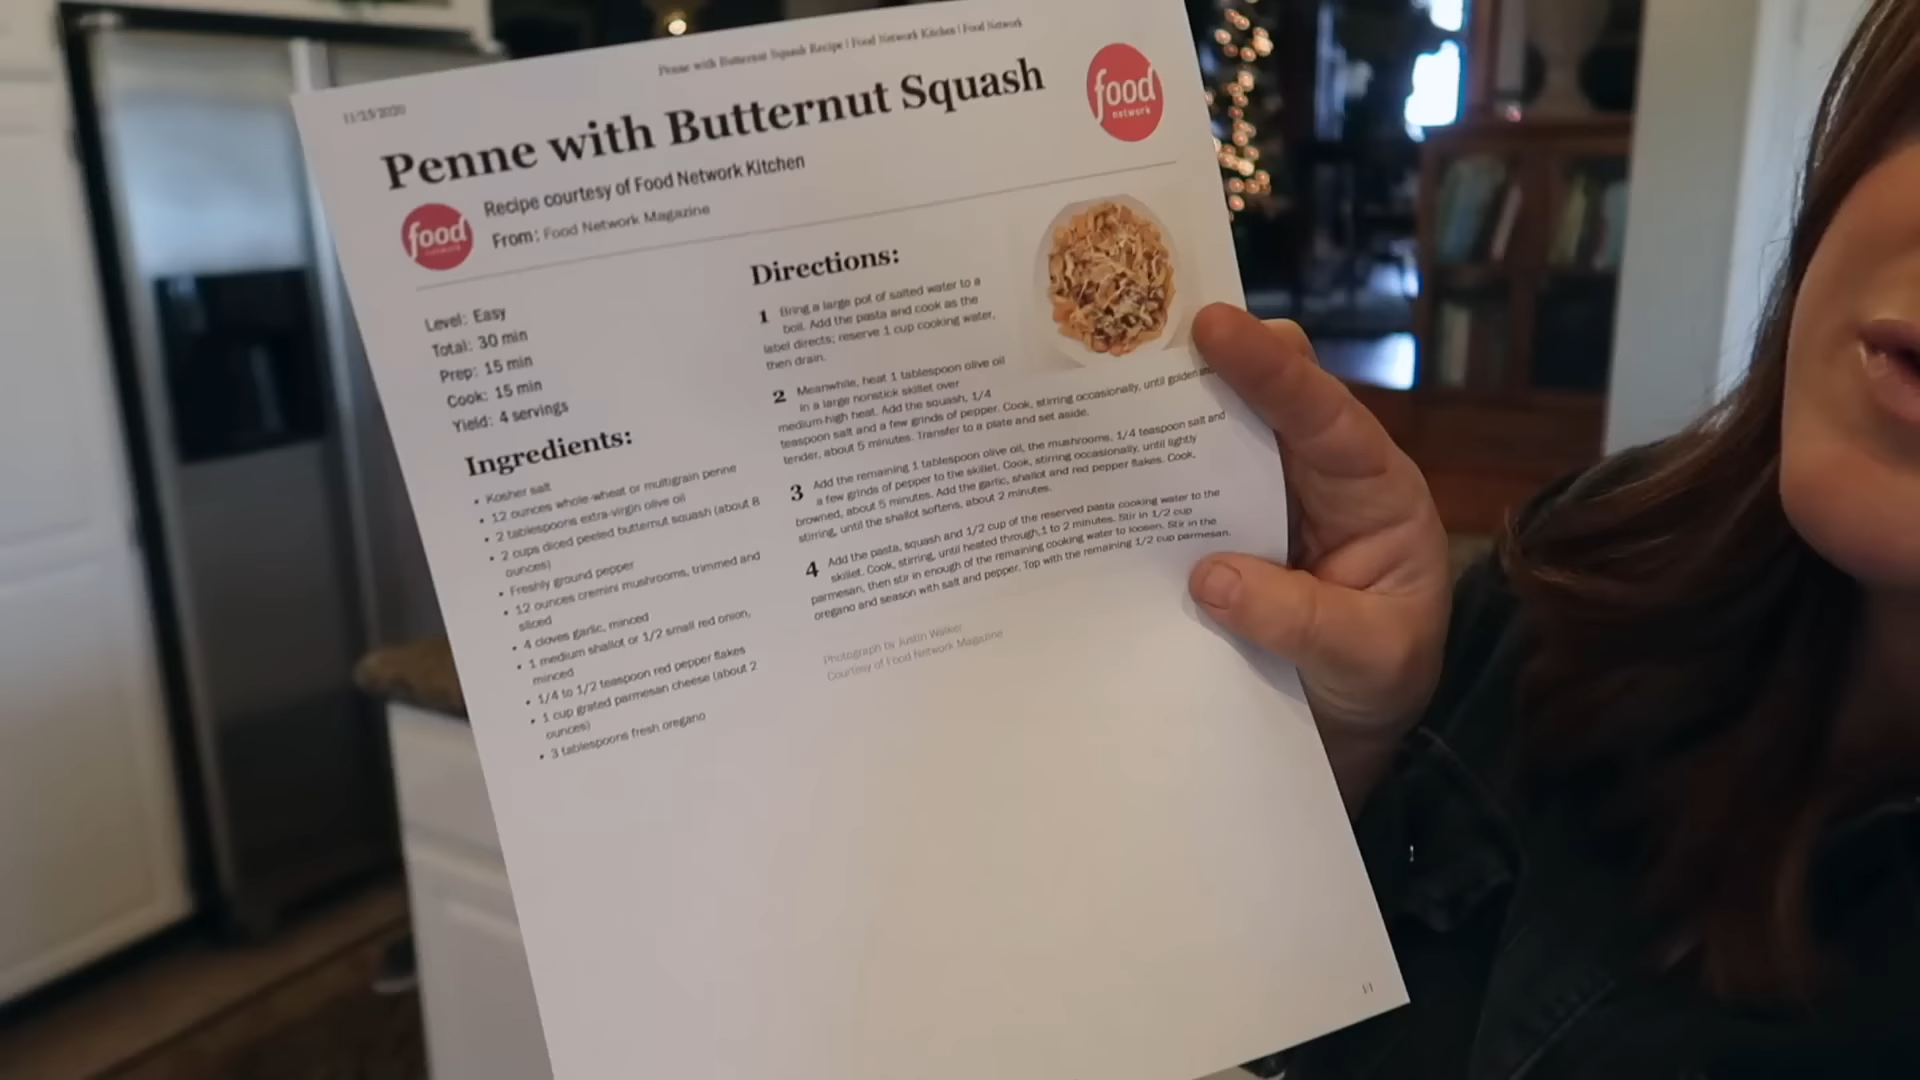 11/25/2020
Penne with Butternut Squash Recipe | Food Network Kitchen | Food Network
Penne with Butternut Squash
food
network
food
network
Recipe courtesy of Food Network Kitchen
From: Food Network Magazine
Level: Easy
Total: 30 min
Prep: 15 min
Cook: 15 min
Yield: 4 servings
Ingredients:
• Kosher salt
• 12 ounces whole-wheat or multigrain penne
• 2 tablespoons extra-virgin olive oil
• 2 cups diced peeled butternut squash (about 8
ounces)
• Freshly ground pepper
• 12 ounces cremini mushrooms, trimmed and
sliced
• 4 cloves garlic, minced
• 1 medium shallot or 1/2 small red onion,
minced
• 1/4 to 1/2 teaspoon red pepper flakes
• 1 cup grated parmesan cheese (about 2
ounces)
• 3 tablespoons fresh oregano
Directions:
1 Bring a large pot of salted water to a
boil. Add the pasta and cook as the
label directs; reserve 1 cup cooking water,
then drain.
2 Meanwhile, heat 1 tablespoon olive oil
in a large nonstick skillet over
medium-high heat. Add the squash, 1/4
teaspoon salt and a few grinds of pepper. Cook, stirring occasionally, until golden and
tender, about 5 minutes. Transfer to a plate and set aside.
3 Add the remaining 1 tablespoon olive oil, the mushrooms, 1/4 teaspoon salt and
a few grinds of pepper to the skillet. Cook, stirring occasionally, until lightly
browned, about 5 minutes. Add the garlic, shallot and red pepper flakes. Cook,
stirring, until the shallot softens, about 2 minutes.
4 Add the pasta, squash and 1/2 cup of the reserved pasta cooking water to the
skillet. Cook, stirring, until heated through, 1 to 2 minutes. Stir in 1/2 cup
parmesan, then stir in enough of the remaining cooking water to loosen. Stir in the
oregano and season with salt and pepper. Top with the remaining 1/2 cup parmesan.
Photograph by Justin Walker
Courtesy of Food Network Magazine